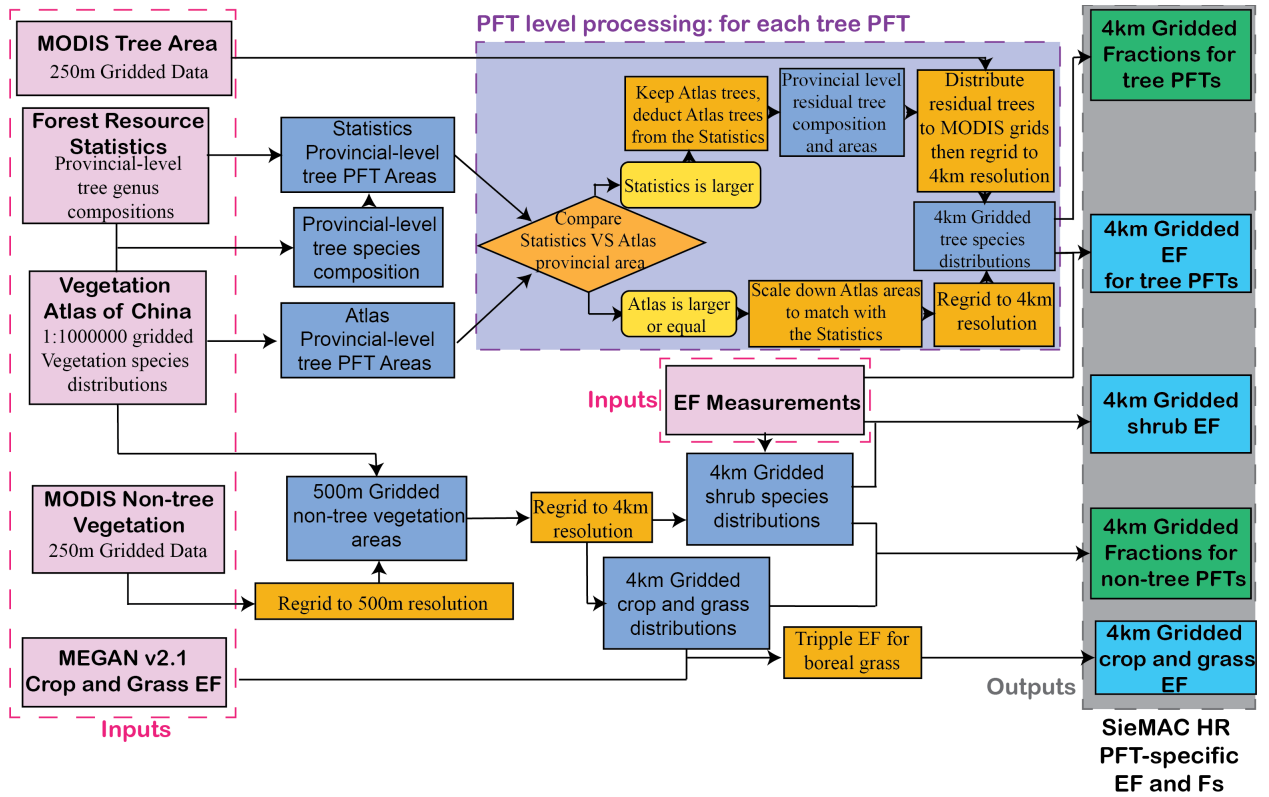 PFT level processing: for each tree PFT
MODIS Tree Area
250m Gridded Data
Forest Resource
Statistics
Provincial-level
tree genus
compositions
Vegetation
Atlas of China
1:1000000 gridded
Vegetation species
distributions
MODIS Non-tree
Vegetation
250m Gridded Data
MEGAN v2.1
Crop and Grass EF
Inputs
Statistics
Provincial-level
tree PFT Areas
Provincial-level
tree species
composition
Atlas
Provincial-level
tree PFT Areas
Compare
Statistics VS Atlas
provincial area
Statistics is larger
Keep Atlas trees,
deduct Atlas trees
from the Statistics
Provincial level
residual tree
composition
and areas
Distribute
residual trees
to MODIS grids
then regrid to
4km resolution
4km Gridded
tree species
distributions
Atlas is larger
or equal
Scale down Atlas areas
to match with
the Statistics
Regrid to 4km
resolution
Inputs
EF Measurements
500m Gridded
non-tree vegetation
areas
Regrid to 500m resolution
Regrid to 4km
resolution
4km Gridded
shrub species
distributions
4km Gridded
crop and grass
distributions
Tripple EF for
boreal grass
4km Gridded
Fractions for
tree PFTs
4km Gridded
EF
for tree PFTs
4km Gridded
shrub EF
4km Gridded
Fractions for
non-tree PFTs
4km Gridded
crop and grass
EF
Outputs
SieMAC HR
PFT-specific
EF and Fs